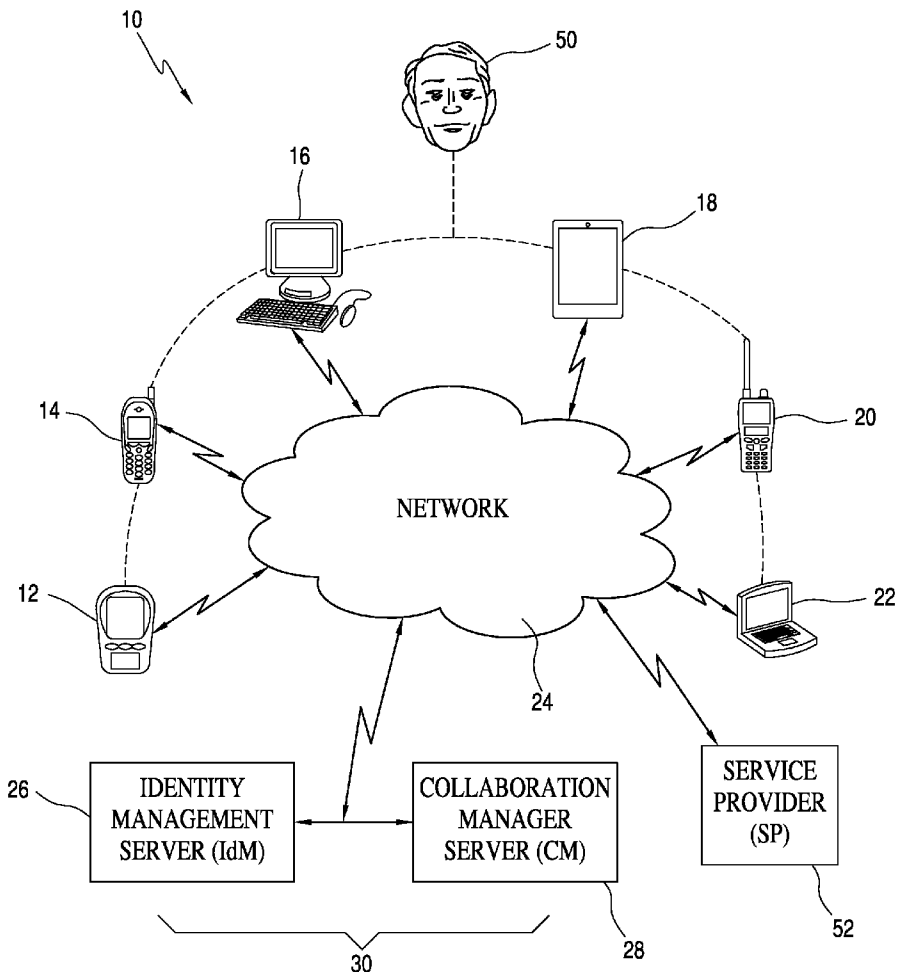 10
50
16
18
14
20
NETWORK
12
22
24
26
IDENTITY
MANAGEMENT
SERVER (IdM)
COLLABORATION
MANAGER
SERVER (CM)
SERVICE
PROVIDER
(SP)
30
28
52